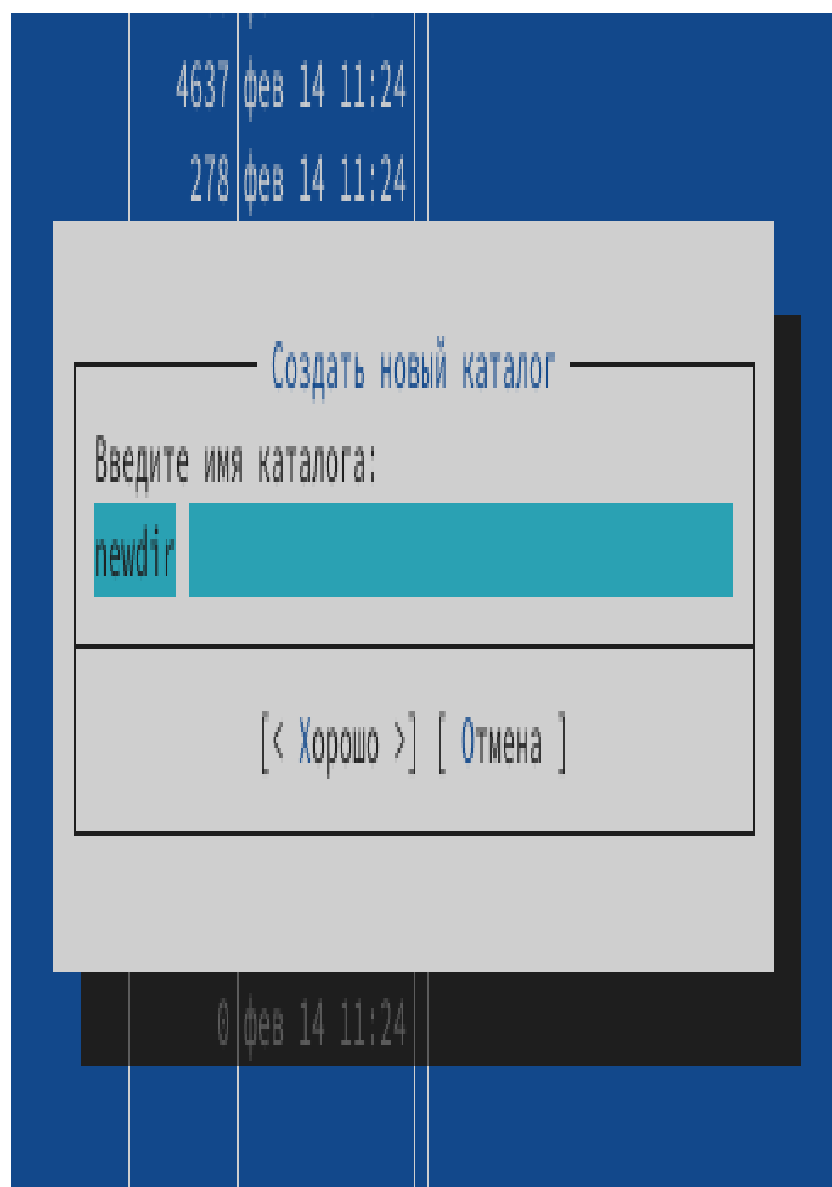 4637 фев 14 11:24
278 фев 14 11:24
Создать новый каталог
Введите имя каталога:
newdir
[< Хорошо >] [ Отмена ]
0 фев 14 11:24